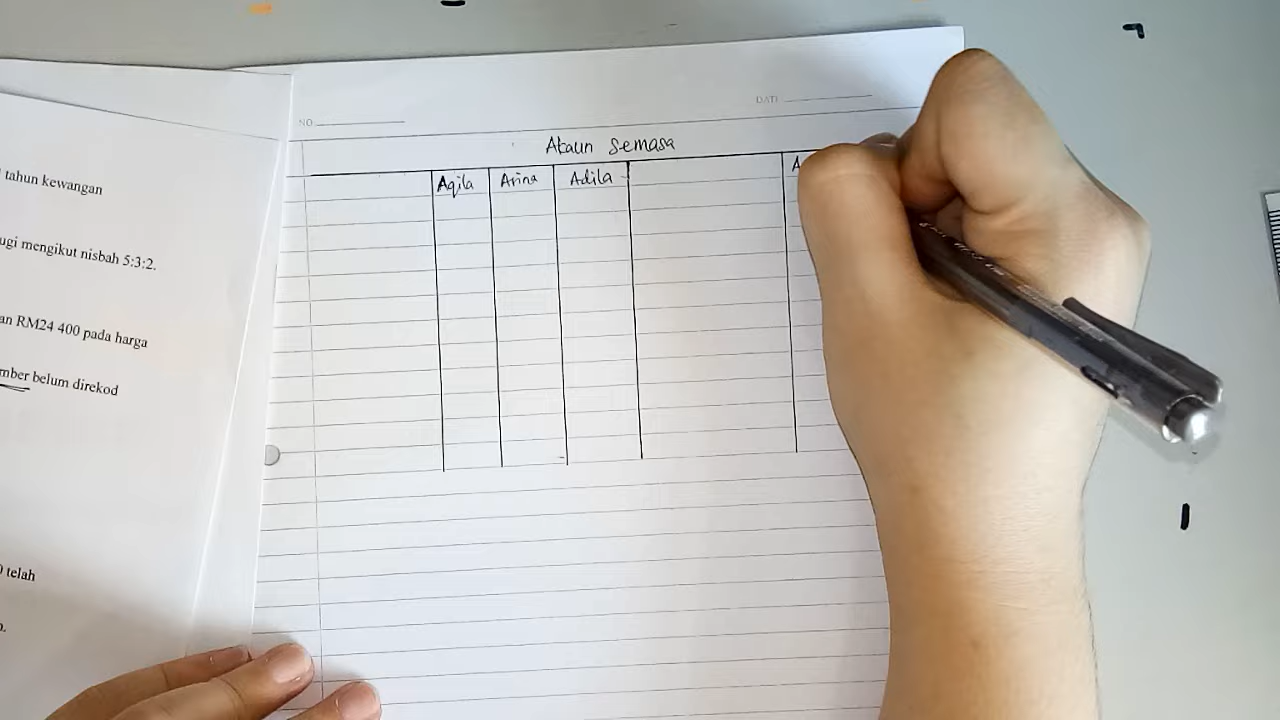 tahun kewangan
ugi mengikut nisbah 5:3:2.
an RM24 400 pada harga
mber belum direkod
telah
NO
DATE
Akaun Semasa
Aqila Arina Adila A